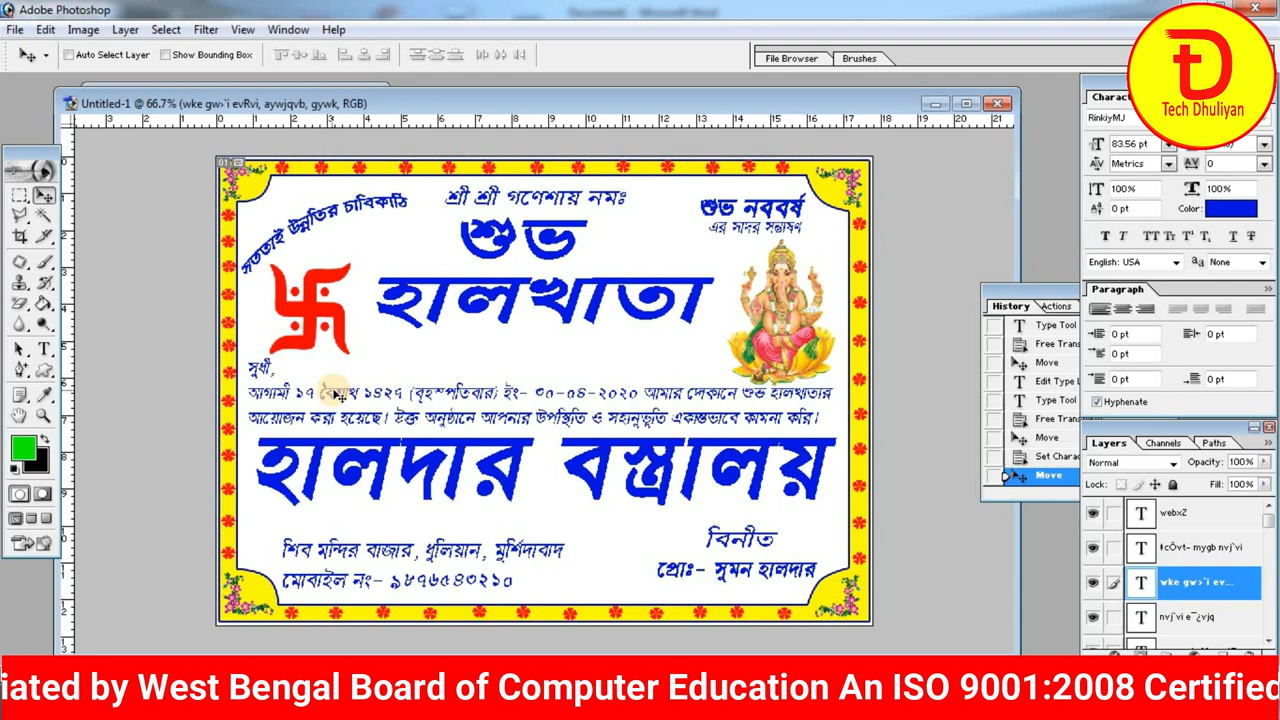 Adobe Photoshop
File Edit Image Layer Select Filter View Window Help
Auto Select Layer Show Bounding Box
File Browser Brushes
Tech Dhuliyan
Untitled-1 @ 66.7% (wke gw›`i evRvi, aywjqvb, gywk, RGB)
সততাই উন্নতির চাবিকাঠি
শ্রী শ্রী গণেশায় নমঃ
শুভ নববর্ষ
এর সাদর সম্ভাষণ
শুভ
হালখাতা
সুধী,
আগামী ১৭ বৈশাখ ১৪২৭ (বৃহস্পতিবার) ইং- ৩০-০৪-২০২০ আমার দোকানে শুভ হালখাতার
আয়োজন করা হয়েছে। উক্ত অনুষ্ঠানে আপনার উপস্থিতি ও সহানুভূতি একান্তভাবে কামনা করি।
হালদার বস্ত্রালয়
শিব মন্দির বাজার, ধুলিয়ান, মুর্শিদাবাদ
মোবাইল নং- ৯৮৭৬৫৪৩২১০
বিনীত
প্রোঃ- সুমন হালদার
Charac
RinkiyMJ
83.56 pt
Metrics 0
100% 100%
0 pt Color:
T T TT Tr T¹ T₁ T T
English: USA aa None
Paragraph
0 pt 0 pt
0 pt
0 pt 0 pt
Hyphenate
History Actions
Type Tool
Free Trans
Move
Edit Type L
Type Tool
Free Trans
Move
Set Charac
Move
Layers Channels Paths
Normal Opacity: 100%
Lock: Fill: 100%
webxZ
wke gw›`i ev...
iated by West Bengal Board of Computer Education An ISO 9001:2008 Certified